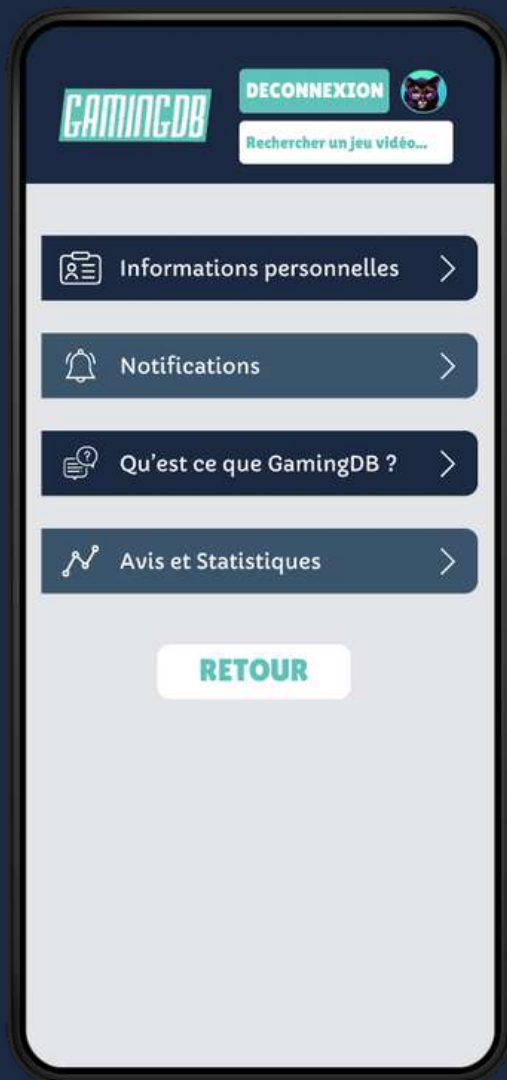 GAMINGDB
DECONNEXION
Rechercher un jeu vidéo...
Informations personnelles
Notifications
Qu'est ce que GamingDB ?
Avis et Statistiques
RETOUR